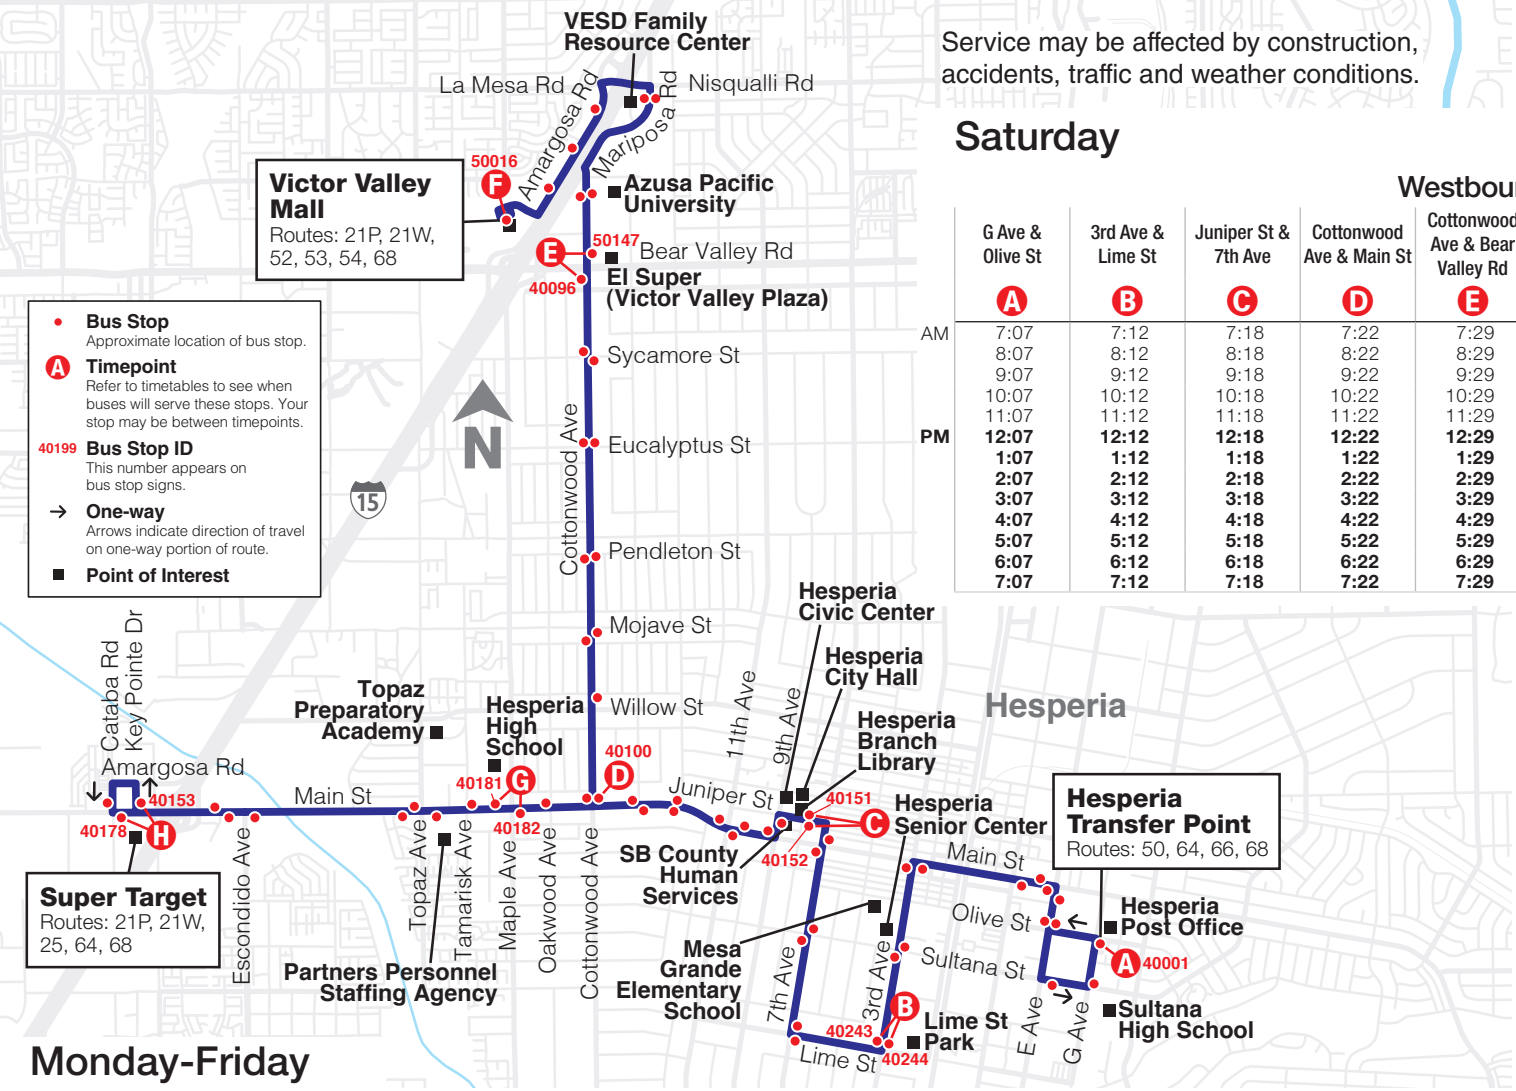 VESD Family
Resource Center
La Mesa Rd
Nisqualli Rd
Amargosa Rd
Mariposa Rd
50016
F
Victor Valley
Mall
Routes: 21P, 21W,
52, 53, 54, 68
Azusa Pacific
University
50147
Bear Valley Rd
E
40096
El Super
(Victor Valley Plaza)
Bus Stop
Approximate location of bus stop.
A
Timepoint
Refer to timetables to see when
buses will serve these stops. Your
stop may be between timepoints.
40199
Bus Stop ID
This number appears on
bus stop signs.
One-way
Arrows indicate direction of travel
on one-way portion of route.
Point of Interest
N
15
Sycamore St
Eucalyptus St
Cottonwood Ave
Pendleton St
Mojave St
Willow St
Service may be affected by construction,
accidents, traffic and weather conditions.
Saturday
Westbou
G Ave &
Olive St
3rd Ave &
Lime St
Juniper St &
7th Ave
Cottonwood
Ave & Main St
Cottonwood
Ave & Bear
Valley Rd
A B C D E
AM 7:07 7:12 7:18 7:22 7:29
8:07 8:12 8:18 8:22 8:29
9:07 9:12 9:18 9:22 9:29
10:07 10:12 10:18 10:22 10:29
11:07 11:12 11:18 11:22 11:29
PM 12:07 12:12 12:18 12:22 12:29
1:07 1:12 1:18 1:22 1:29
2:07 2:12 2:18 2:22 2:29
3:07 3:12 3:18 3:22 3:29
4:07 4:12 4:18 4:22 4:29
5:07 5:12 5:18 5:22 5:29
6:07 6:12 6:18 6:22 6:29
7:07 7:12 7:18 7:22 7:29
Cataba Rd
Key Pointe Dr
Amargosa Rd
40153
40178
H
Super Target
Routes: 21P, 21W,
25, 64, 68
Main St
Escondido Ave
Topaz
Preparatory
Academy
Hesperia
High
School
40181
G
40182
40100
D
Topaz Ave
Tamarisk Ave
Maple Ave
Oakwood Ave
Cottonwood Ave
Partners Personnel
Staffing Agency
Juniper St
11th Ave
9th Ave
Hesperia
Civic Center
Hesperia
City Hall
Hesperia
Branch
Library
Hesperia
40151
C
40152
Hesperia
Senior Center
SB County
Human
Services
Mesa
Grande
Elementary
School
7th Ave
3rd Ave
40243
B
40244
Lime St
Lime St
Park
Main St
Olive St
Sultana St
E Ave
G Ave
Hesperia
Transfer Point
Routes: 50, 64, 66, 68
Hesperia
Post Office
A
40001
Sultana
High School
Monday-Friday